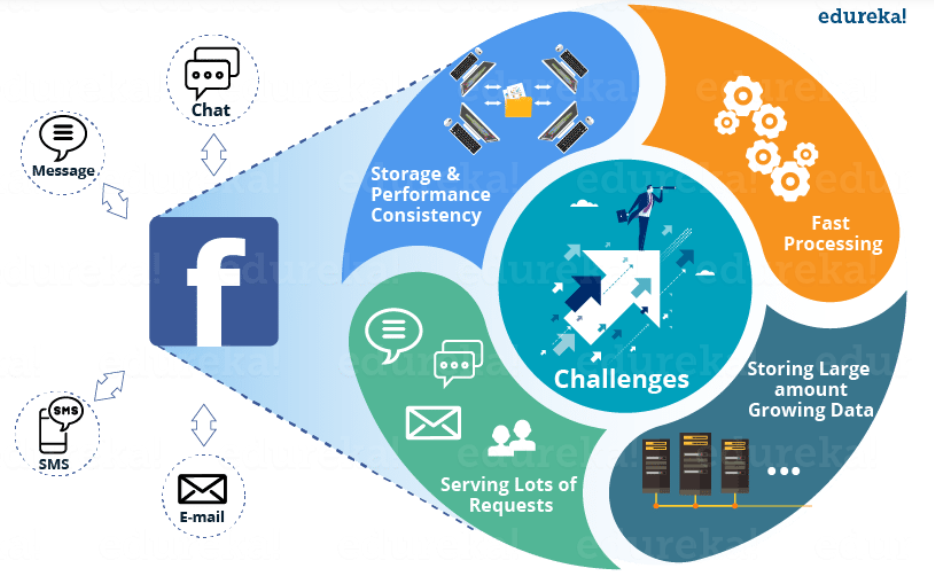 edureka!
Chat
Message
Storage &
Performance
Consistency
Fast
Processing
f
Challenges
Storing Large
amount
Growing Data
SMS
SMS
E-mail
Serving Lots of
Requests